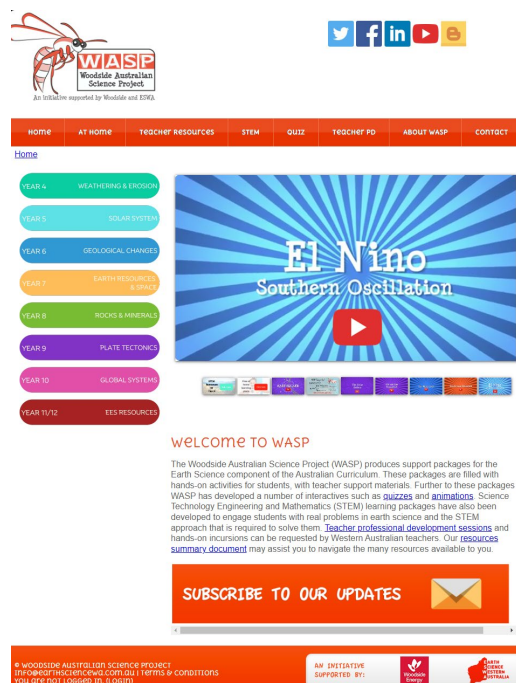 WASP
Woodside Australian
Science Project
An initiative supported by Woodside and ESWA
Home AT Home Teacher Resources STEM Quiz Teacher PD About WASP Contact
Home
YEAR 4 WEATHERING & EROSION
YEAR 5 SOLAR SYSTEM
YEAR 6 GEOLOGICAL CHANGES
YEAR 7 EARTH RESOURCES
& SPACE
YEAR 8 ROCKS & MINERALS
YEAR 9 PLATE TECTONICS
YEAR 10 GLOBAL SYSTEMS
YEAR 11/12 EES RESOURCES
El Nino
Southern Oscillation
Welcome to WASP
The Woodside Australian Science Project (WASP) produces support packages for the
Earth Science component of the Australian Curriculum. These packages are filled with
hands-on activities for students, with teacher support materials. Further to these packages
WASP has developed a number of interactives such as quizzes and animations. Science
Technology Engineering and Mathematics (STEM) learning packages have also been
developed to engage students with real problems in earth science and the STEM
approach that is required to solve them. Teacher professional development sessions and
hands-on incursions can be requested by Western Australian teachers. Our resources
summary document may assist you to navigate the many resources available to you.
SUBSCRIBE TO OUR UPDATES
© Woodside Australian Science Project
info@earthsciencewa.com.au | Terms & Conditions
You are not logged in. (Login)
AN INITIATIVE
SUPPORTED BY:
Woodside
Energy
EARTH
SCIENCE
WESTERN
AUSTRALIA